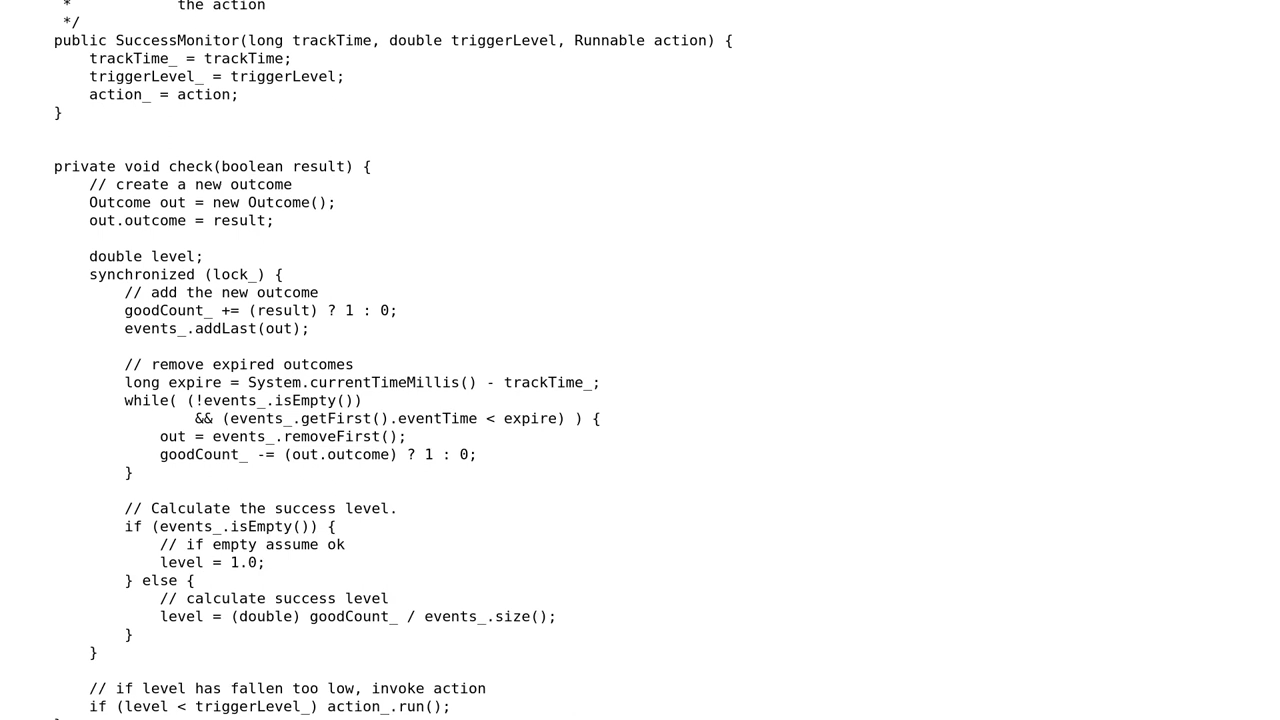 *            the action
 */
public SuccessMonitor(long trackTime, double triggerLevel, Runnable action) {
    trackTime_ = trackTime;
    triggerLevel_ = triggerLevel;
    action_ = action;
}
private void check(boolean result) {
    // create a new outcome
    Outcome out = new Outcome();
    out.outcome = result;
    double level;
    synchronized (lock_) {
        // add the new outcome
        goodCount_ += (result) ? 1 : 0;
        events_.addLast(out);
        // remove expired outcomes
        long expire = System.currentTimeMillis() - trackTime_;
        while( (!events_.isEmpty())
                && (events_.getFirst().eventTime < expire) ) {
            out = events_.removeFirst();
            goodCount_ -= (out.outcome) ? 1 : 0;
        }
        // Calculate the success level.
        if (events_.isEmpty()) {
            // if empty assume ok
            level = 1.0;
        } else {
            // calculate success level
            level = (double) goodCount_ / events_.size();
        }
    }
    // if level has fallen too low, invoke action
    if (level < triggerLevel_) action_.run();